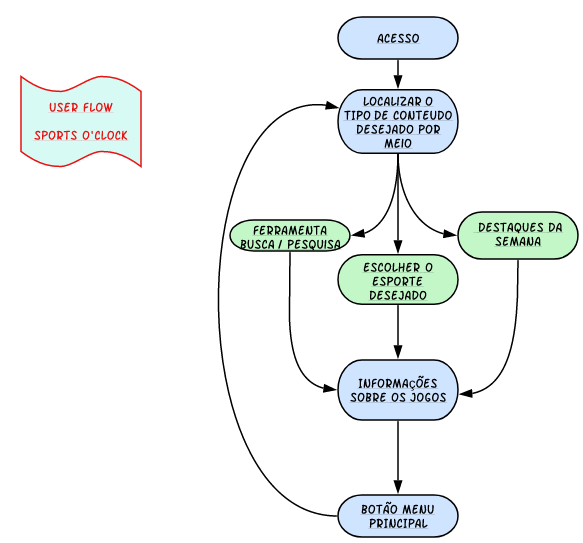 ACESSO
USER FLOW
SPORTS O'CLOCK
LOCALIZAR O
TIPO DE CONTEUDO
DESEJADO POR
MEIO
FERRAMENTA
BUSCA / PESQUISA
ESCOLHER O
ESPORTE
DESEJADO
DESTAQUES DA
SEMANA
INFORMAÇÕES
SOBRE OS JOGOS
BOTÃO MENU
PRINCIPAL